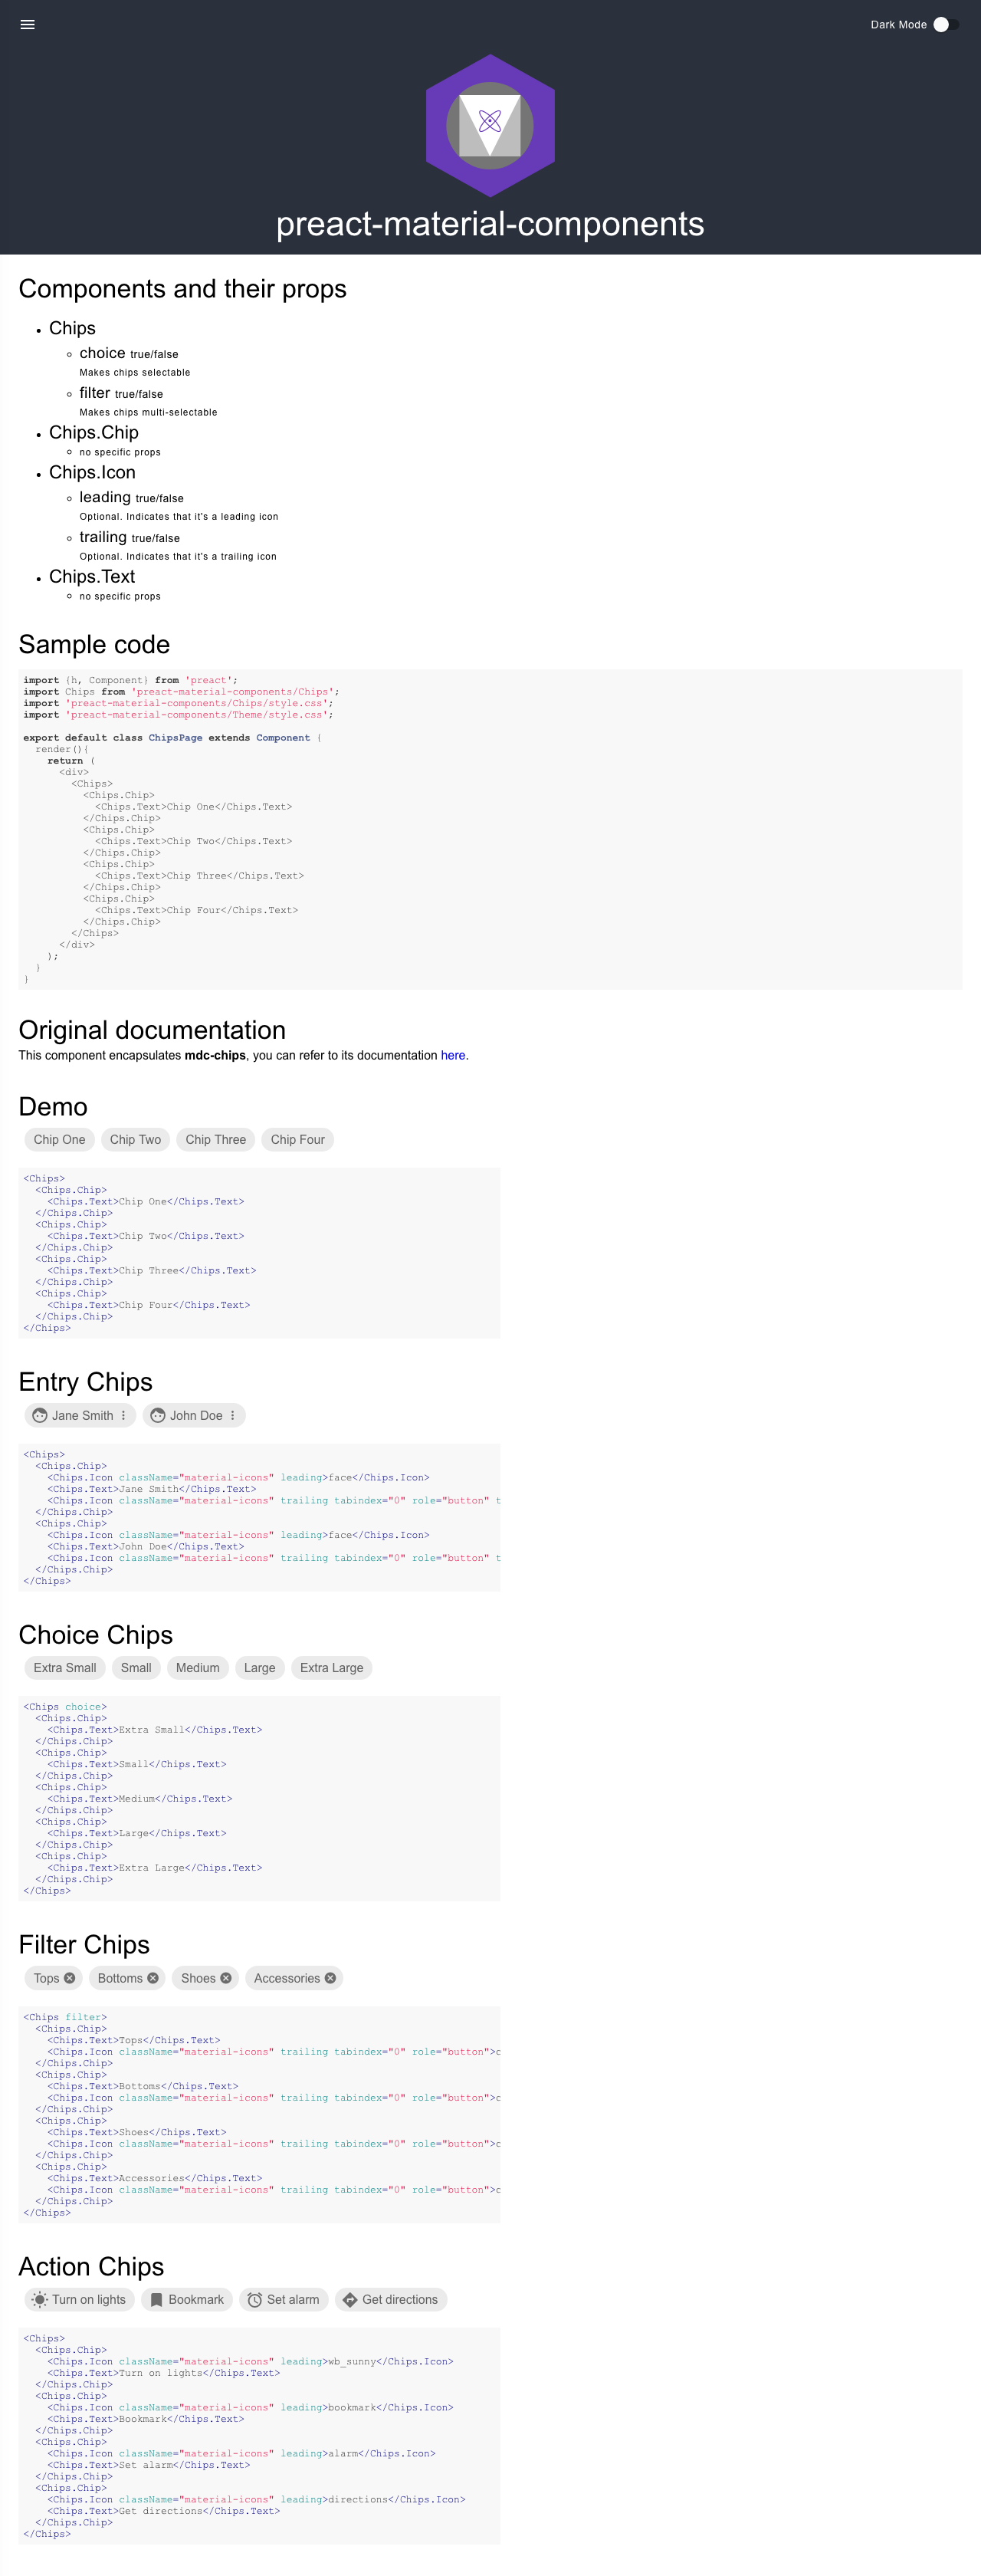 Dark Mode
preact-material-components
Components and their props
Chips
choice true/false
Makes chips selectable
filter true/false
Makes chips multi-selectable
Chips.Chip
no specific props
Chips.Icon
leading true/false
Optional. Indicates that it's a leading icon
trailing true/false
Optional. Indicates that it's a trailing icon
Chips.Text
no specific props
Sample code
import {h, Component} from 'preact';
import Chips from 'preact-material-components/Chips';
import 'preact-material-components/Chips/style.css';
import 'preact-material-components/Theme/style.css';
export default class ChipsPage extends Component {
render(){
return (
<div>
<Chips>
<Chips.Chip>
<Chips.Text>Chip One</Chips.Text>
</Chips.Chip>
<Chips.Chip>
<Chips.Text>Chip Two</Chips.Text>
</Chips.Chip>
<Chips.Chip>
<Chips.Text>Chip Three</Chips.Text>
</Chips.Chip>
<Chips.Chip>
<Chips.Text>Chip Four</Chips.Text>
</Chips.Chip>
</Chips>
</div>
);
}
}
Original documentation
This component encapsulates mdc-chips, you can refer to its documentation here.
Demo
Chip One Chip Two Chip Three Chip Four
<Chips>
<Chips.Chip>
<Chips.Text>Chip One</Chips.Text>
</Chips.Chip>
<Chips.Chip>
<Chips.Text>Chip Two</Chips.Text>
</Chips.Chip>
<Chips.Chip>
<Chips.Text>Chip Three</Chips.Text>
</Chips.Chip>
<Chips.Chip>
<Chips.Text>Chip Four</Chips.Text>
</Chips.Chip>
</Chips>
Entry Chips
Jane Smith John Doe
<Chips>
<Chips.Chip>
<Chips.Icon className="material-icons" leading>face</Chips.Icon>
<Chips.Text>Jane Smith</Chips.Text>
<Chips.Icon className="material-icons" trailing tabindex="0" role="button" t
</Chips.Chip>
<Chips.Chip>
<Chips.Icon className="material-icons" leading>face</Chips.Icon>
<Chips.Text>John Doe</Chips.Text>
<Chips.Icon className="material-icons" trailing tabindex="0" role="button" t
</Chips.Chip>
</Chips>
Choice Chips
Extra Small Small Medium Large Extra Large
<Chips choice>
<Chips.Chip>
<Chips.Text>Extra Small</Chips.Text>
</Chips.Chip>
<Chips.Chip>
<Chips.Text>Small</Chips.Text>
</Chips.Chip>
<Chips.Chip>
<Chips.Text>Medium</Chips.Text>
</Chips.Chip>
<Chips.Chip>
<Chips.Text>Large</Chips.Text>
</Chips.Chip>
<Chips.Chip>
<Chips.Text>Extra Large</Chips.Text>
</Chips.Chip>
</Chips>
Filter Chips
Tops Bottoms Shoes Accessories
<Chips filter>
<Chips.Chip>
<Chips.Text>Tops</Chips.Text>
<Chips.Icon className="material-icons" trailing tabindex="0" role="button">c
</Chips.Chip>
<Chips.Chip>
<Chips.Text>Bottoms</Chips.Text>
<Chips.Icon className="material-icons" trailing tabindex="0" role="button">c
</Chips.Chip>
<Chips.Chip>
<Chips.Text>Shoes</Chips.Text>
<Chips.Icon className="material-icons" trailing tabindex="0" role="button">c
</Chips.Chip>
<Chips.Chip>
<Chips.Text>Accessories</Chips.Text>
<Chips.Icon className="material-icons" trailing tabindex="0" role="button">c
</Chips.Chip>
</Chips>
Action Chips
Turn on lights Bookmark Set alarm Get directions
<Chips>
<Chips.Chip>
<Chips.Icon className="material-icons" leading>wb_sunny</Chips.Icon>
<Chips.Text>Turn on lights</Chips.Text>
</Chips.Chip>
<Chips.Chip>
<Chips.Icon className="material-icons" leading>bookmark</Chips.Icon>
<Chips.Text>Bookmark</Chips.Text>
</Chips.Chip>
<Chips.Chip>
<Chips.Icon className="material-icons" leading>alarm</Chips.Icon>
<Chips.Text>Set alarm</Chips.Text>
</Chips.Chip>
<Chips.Chip>
<Chips.Icon className="material-icons" leading>directions</Chips.Icon>
<Chips.Text>Get directions</Chips.Text>
</Chips.Chip>
</Chips>